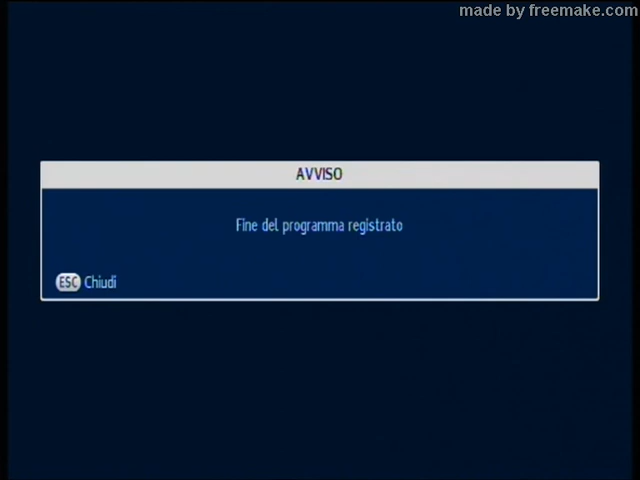 made by freemake.com
AVVISO
Fine del programma registrato
ESC Chiudi